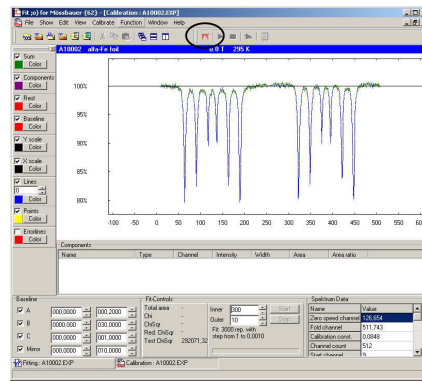 Fit ;o) for Mössbauer {62} - [Calibration : A10002.EXP]
File Show Edit View Calibrate Function Window Help
A10002 alfa-Fe foil 0.0 T 295 K
Sum
Color
Components
Color
Rest
Color
Baseline
Color
Y scale
Color
X scale
Color
Lines
0
Color
Points
Color
Errorlines
Color
100%
95%
90%
85%
80%
-100 -50 0 50 100 150 200 250 300 350 400 450 500 550 60
Components
Name Type Channel Intensity Width Area Area ratio
Baseline
A 000,0000 000,2000
B 000,0000 030,0000
C 000,0000 001,0000
Mirror 000,0000 010,0000
Fit-Controls
Total area -
Chi -
ChiSqr -
Red. ChiSqr -
Test ChiSqr 292071,32
Inner 300 Start
Outer 10 Stop
Fit: 3000 rep. with
step from 1 to 0,0010
Spektrum Data
Name Value
Zero speed channel 126,654
Fold channel 511,743
Calibration const. 0,0848
Channel count 512
Start channel 9
Fitting : A10002.EXP Calibration : A10002.EXP